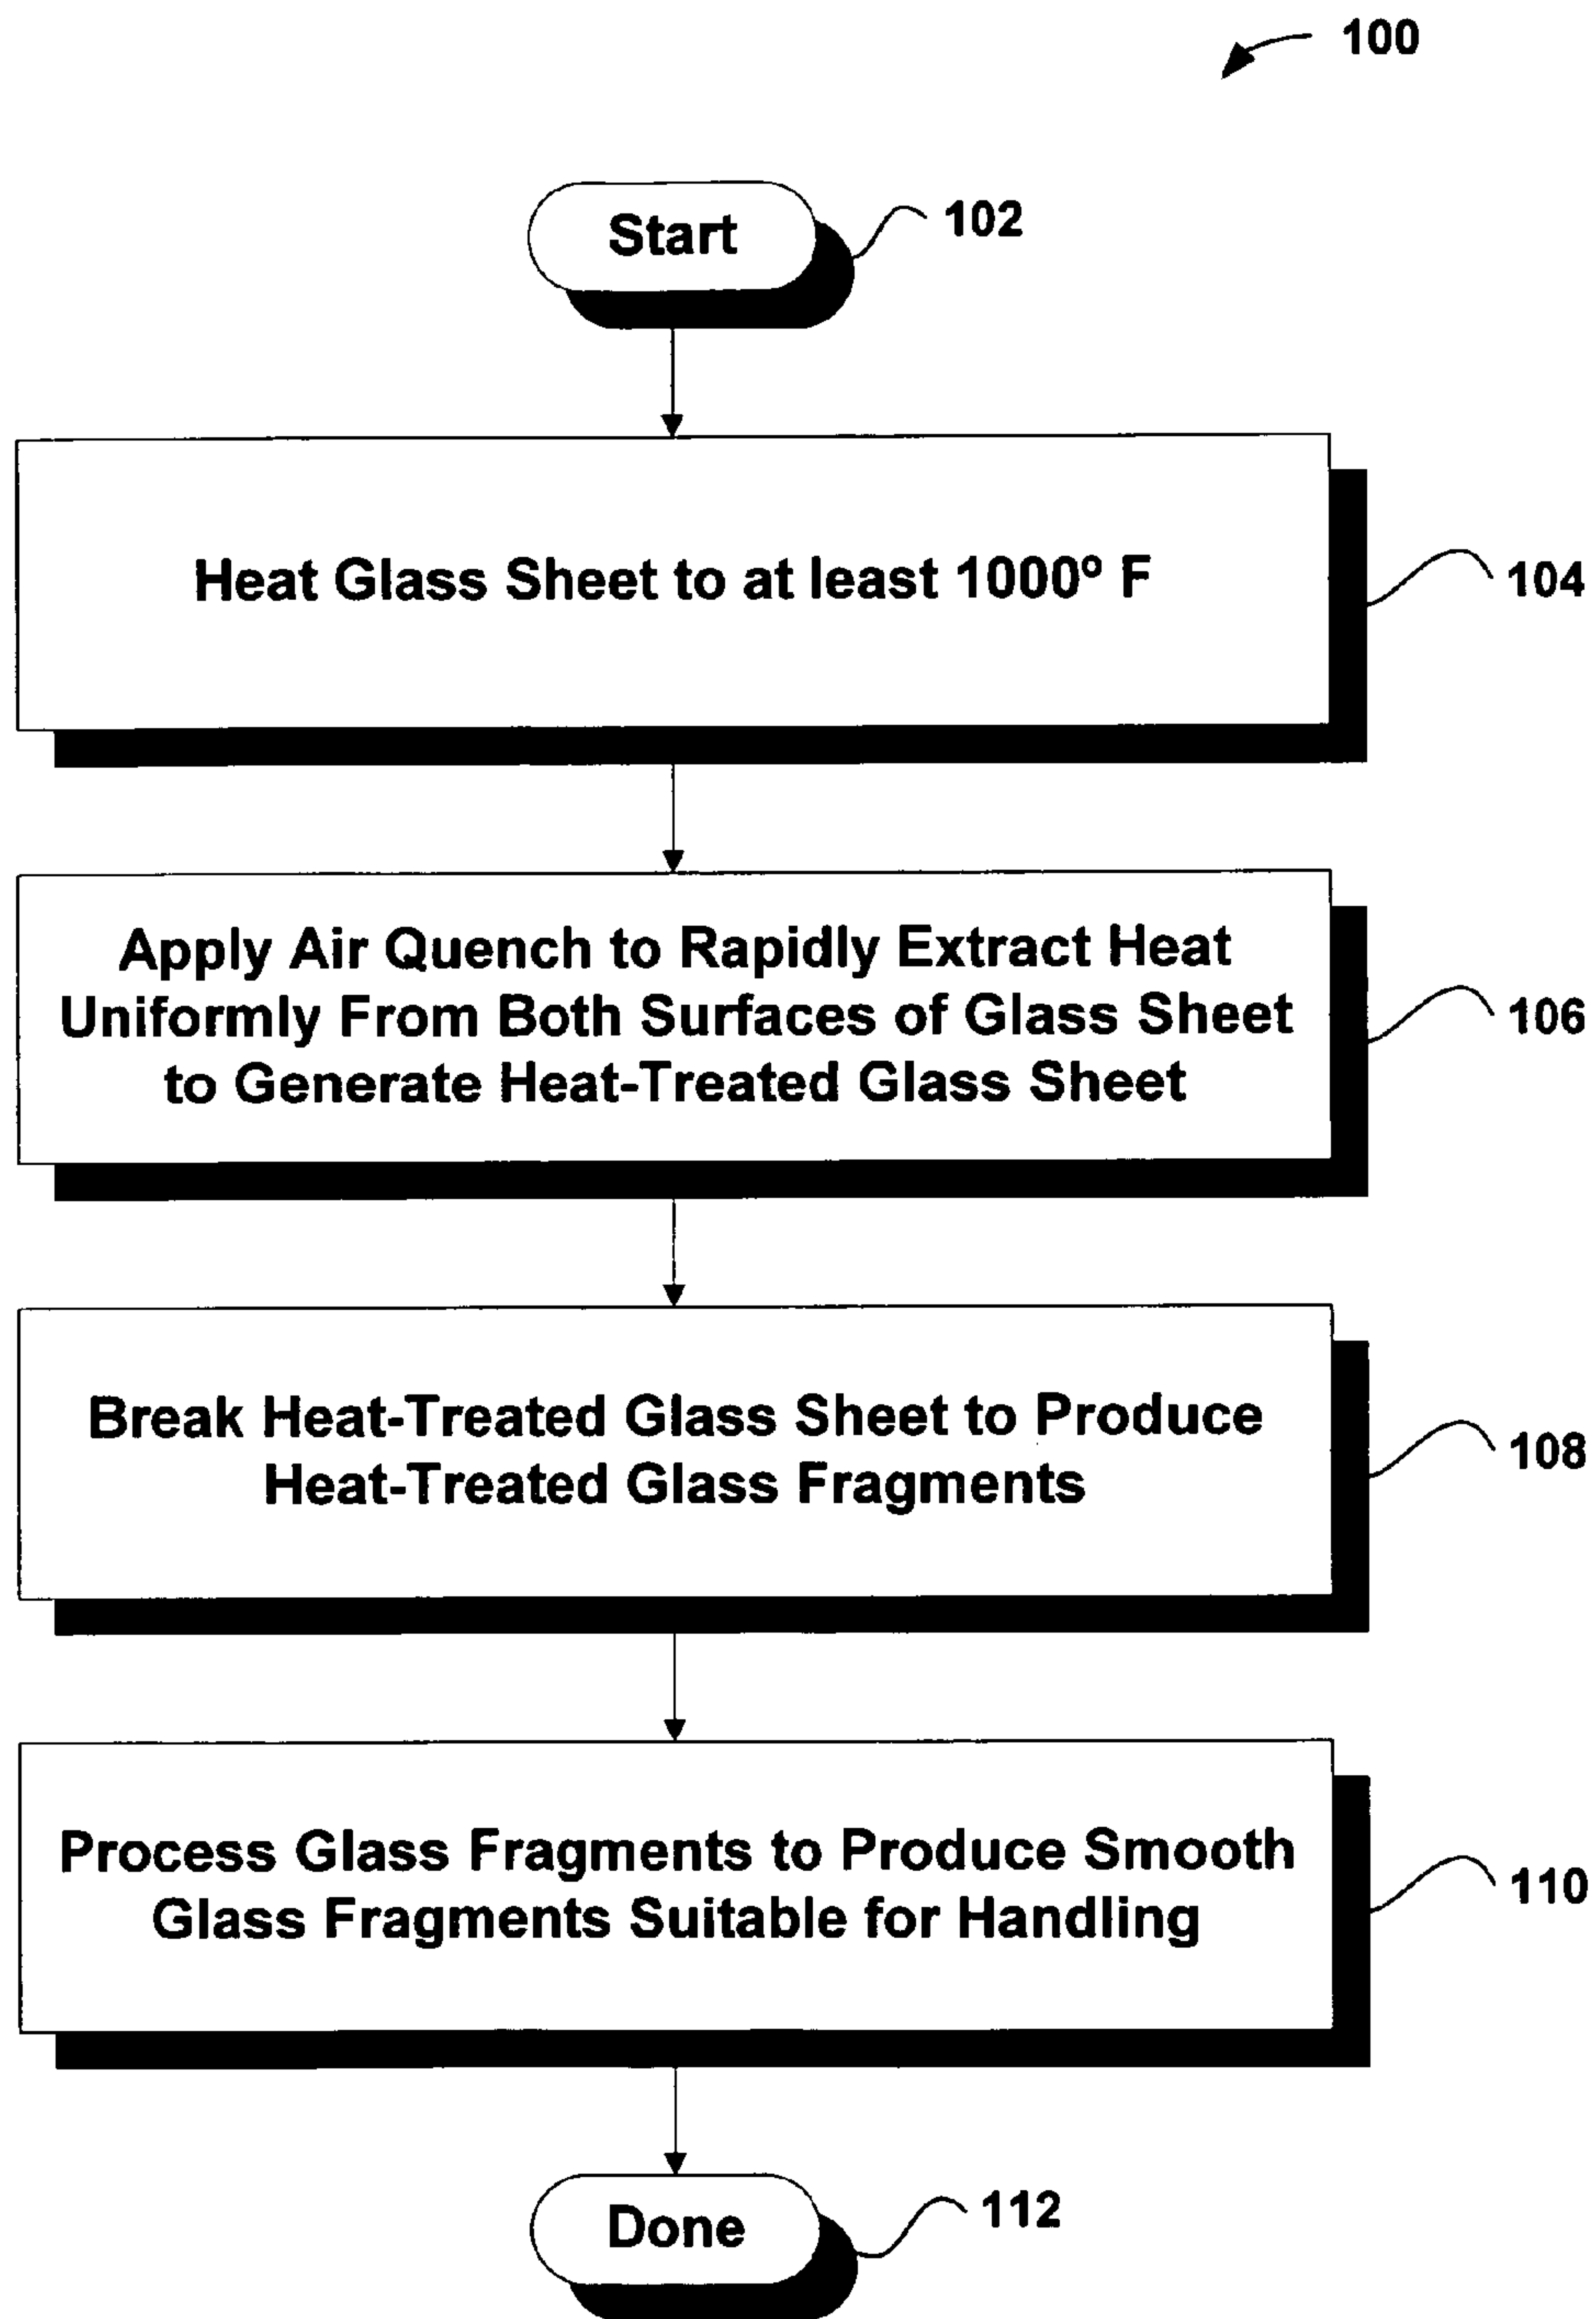 100
Start
102
Heat Glass Sheet to at least 1000º F
104
Apply Air Quench to Rapidly Extract Heat
Uniformly From Both Surfaces of Glass Sheet
to Generate Heat-Treated Glass Sheet
106
Break Heat-Treated Glass Sheet to Produce
Heat-Treated Glass Fragments
108
Process Glass Fragments to Produce Smooth
Glass Fragments Suitable for Handling
110
Done
112